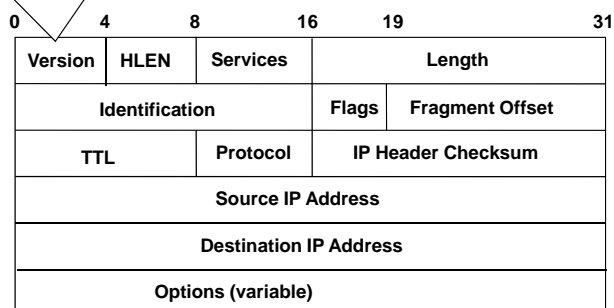 0 4 8 16 19 31
Version HLEN Services Length
Identification Flags Fragment Offset
TTL Protocol IP Header Checksum
Source IP Address
Destination IP Address
Options (variable)